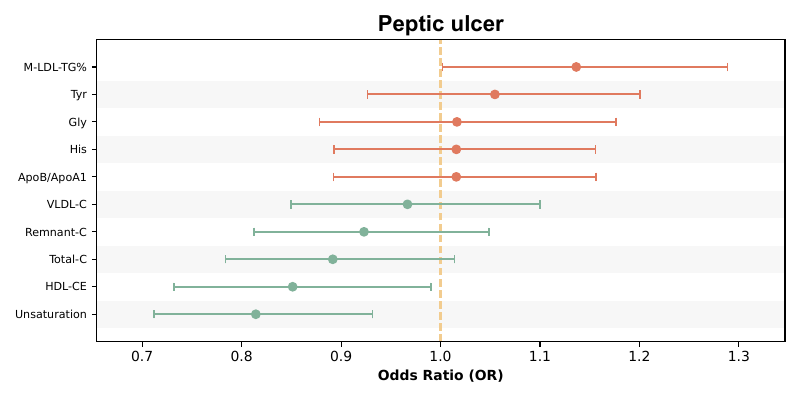 Peptic ulcer
M-LDL-TG%
Tyr
Gly
His
ApoB/ApoA1
VLDL-C
Remnant-C
Total-C
HDL-CE
Unsaturation
0.7 0.8 0.9 1.0 1.1 1.2 1.3
Odds Ratio (OR)